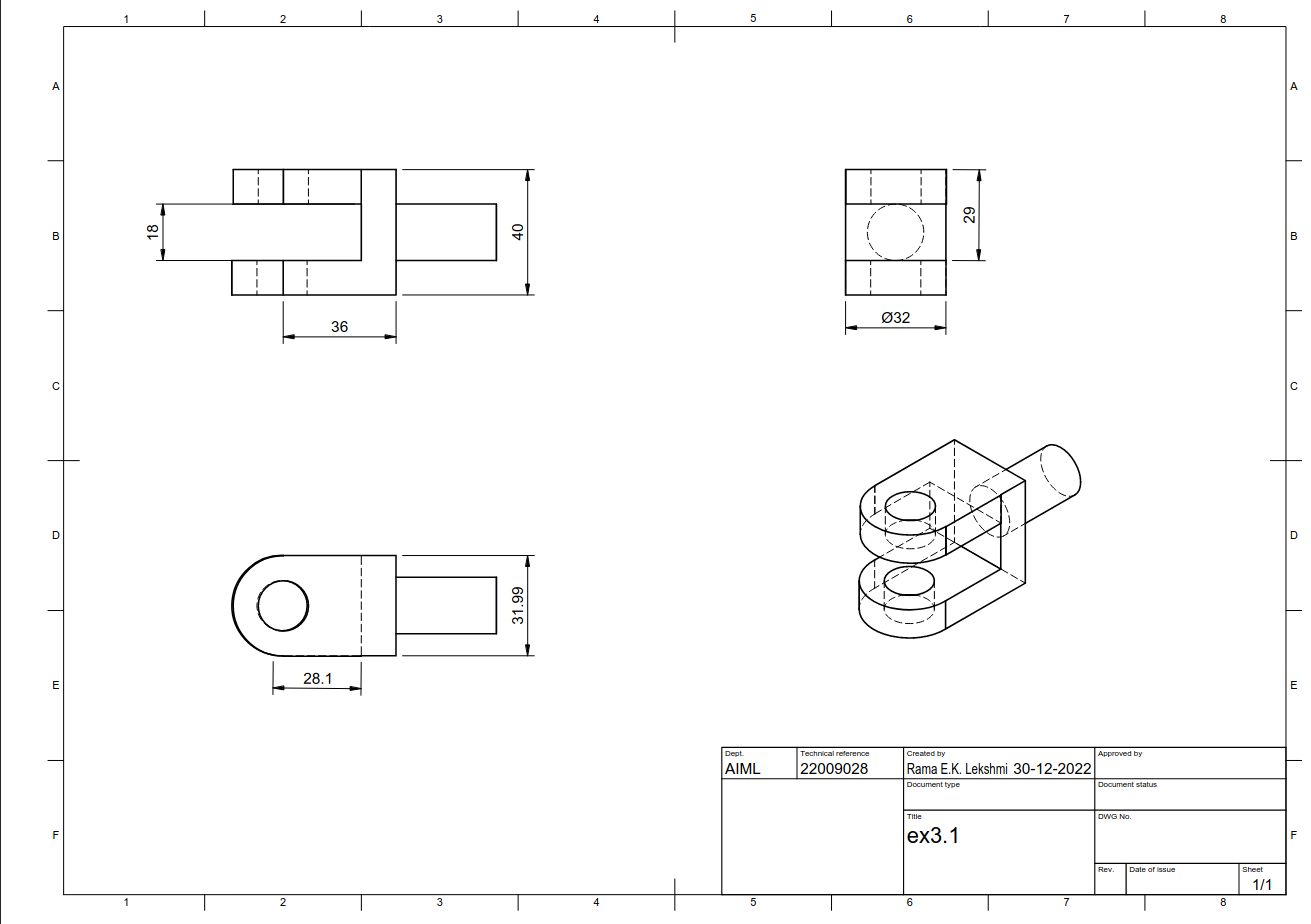 1 2 3 4 5 6 7 8
A A
18
40
29
B B
36
Ø32
C C
D D
31.99
28.1
E E
Dept. Technical reference Created by Approved by
AIML 22009028 Rama E.K. Lekshmi 30-12-2022
Document type Document status
Title DWG No.
ex3.1
F F
Rev. Date of issue Sheet
1/1
1 2 3 4 5 6 7 8